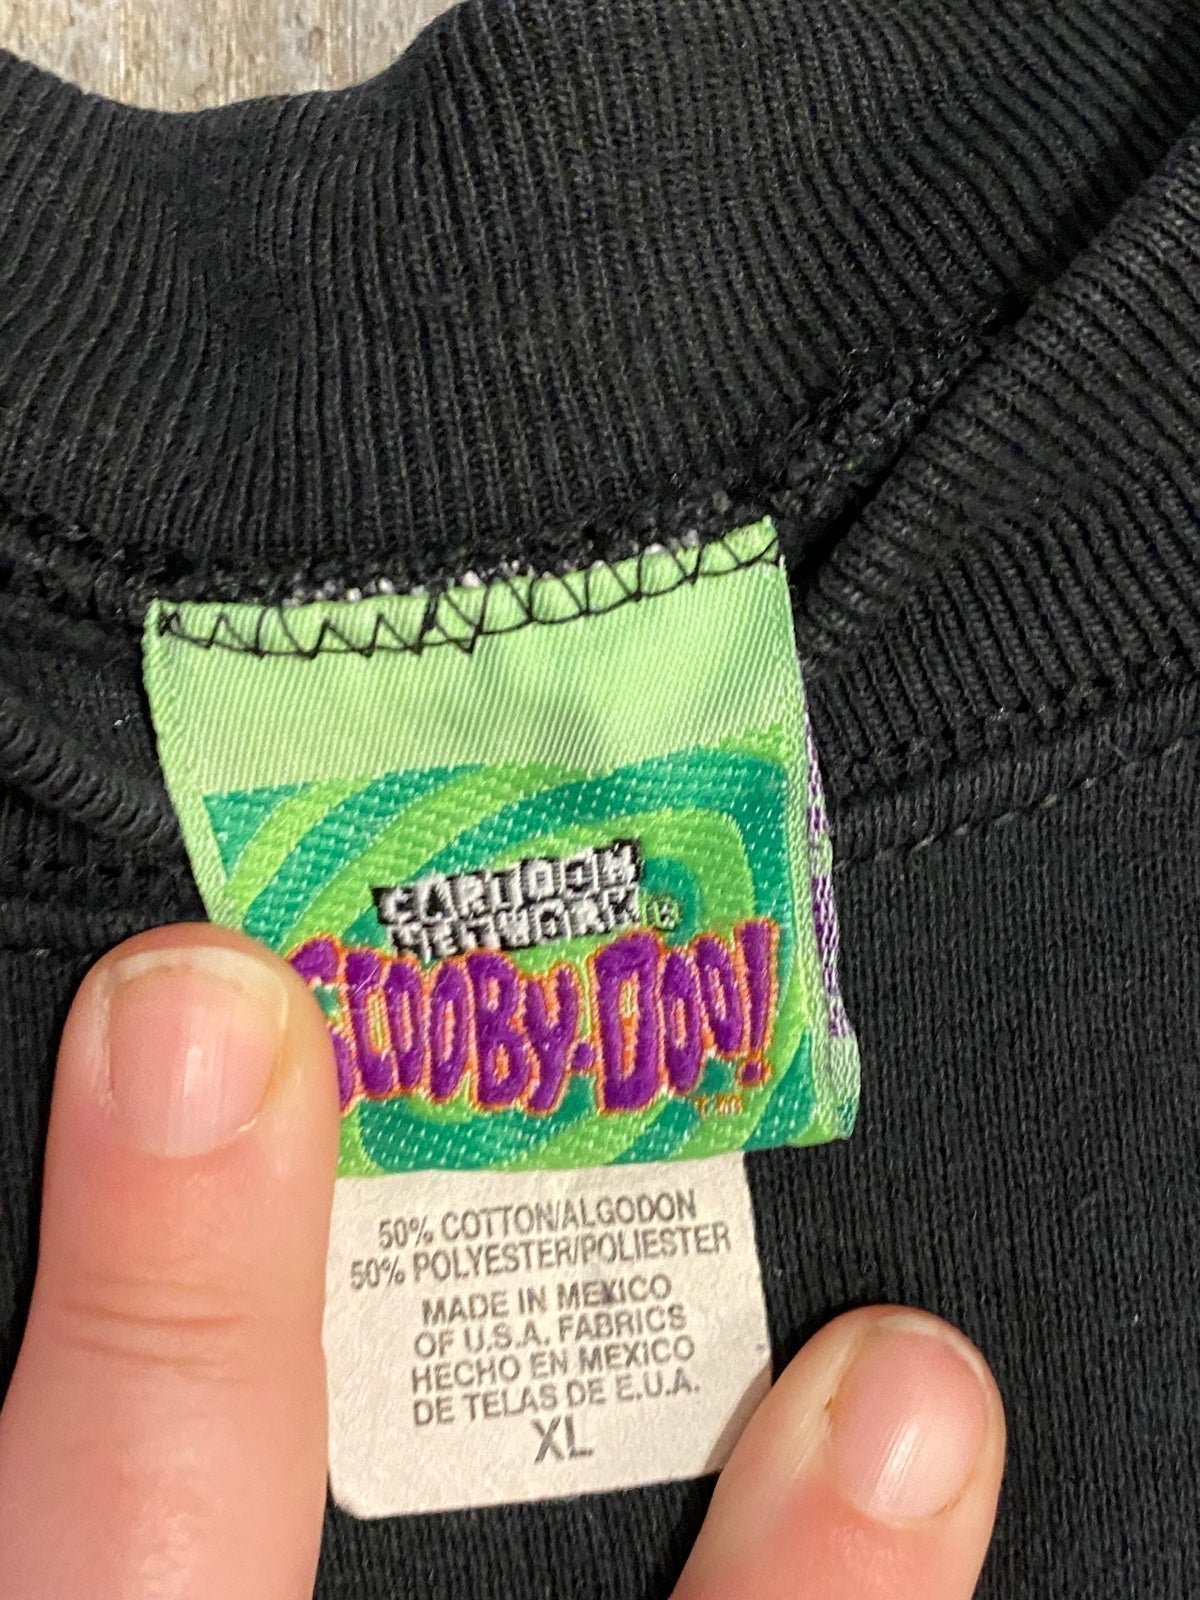 CARTOON
NETWORK®
SCOOBY-DOO!
TM
50% COTTON/ALGODON
50% POLYESTER/POLIESTER
MADE IN MEXICO
OF U.S.A. FABRICS
HECHO EN MEXICO
DE TELAS DE E.U.A.
XL